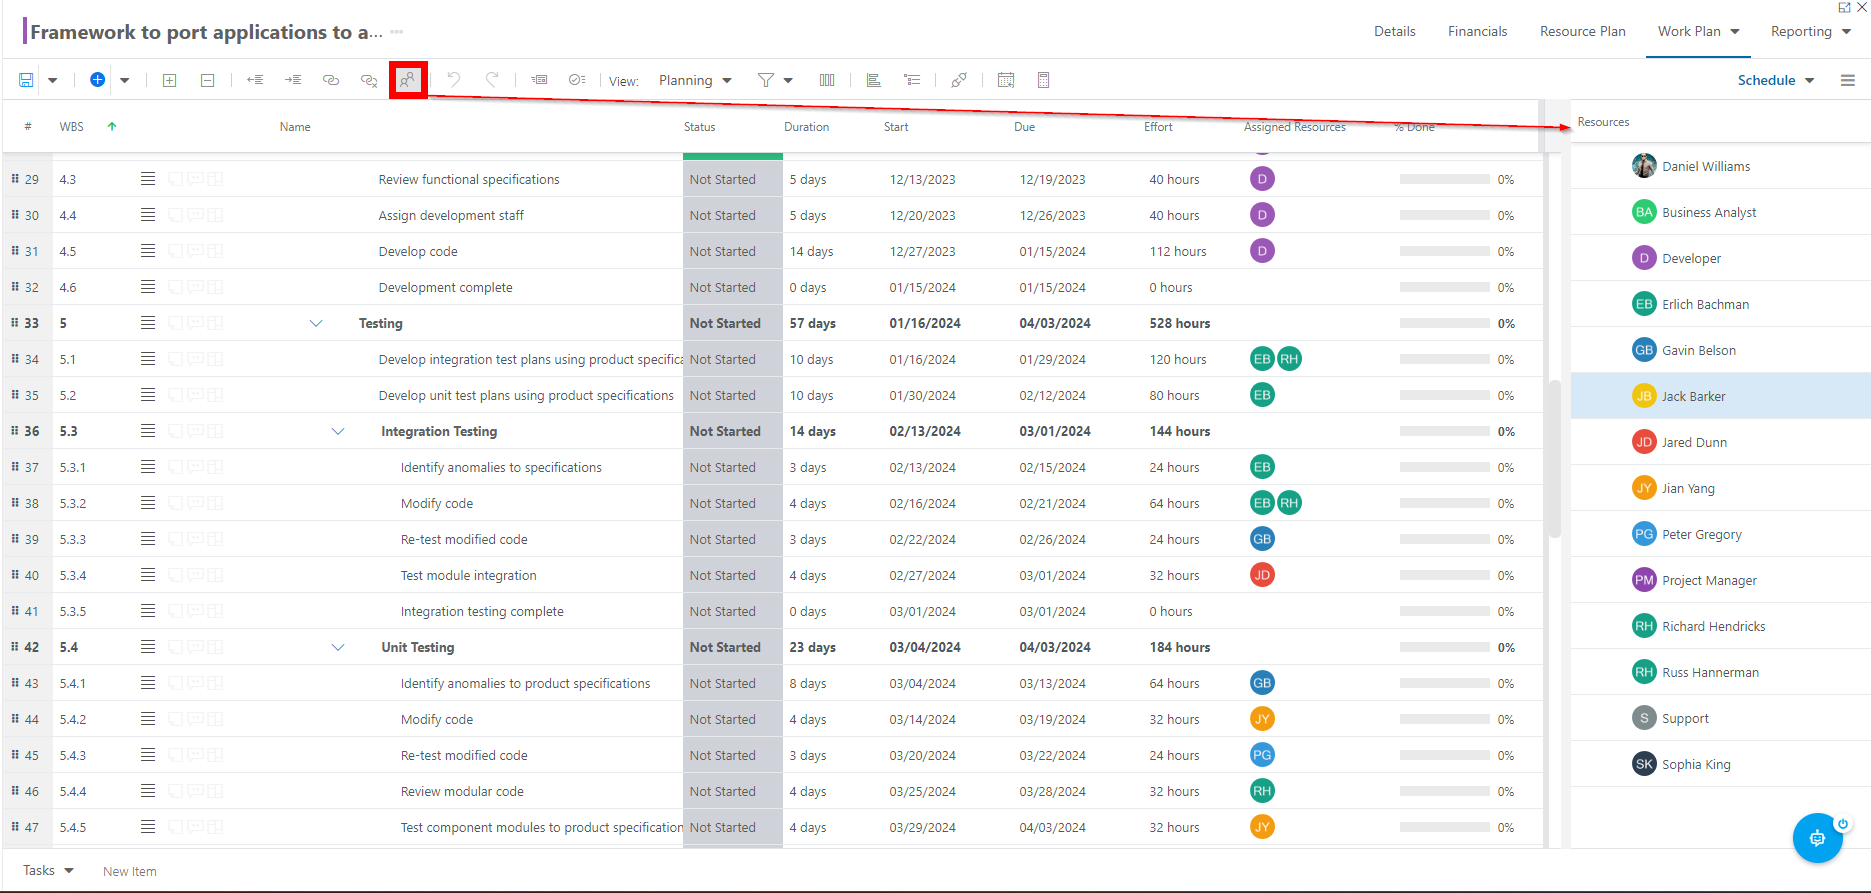 Framework to port applications to a... ...
Details Financials Resource Plan Work Plan Reporting
View: Planning Schedule
# WBS Name Status Duration Start Due Effort Assigned Resources % Done Resources
29 4.3 Review functional specifications Not Started 5 days 12/13/2023 12/19/2023 40 hours D 0%
30 4.4 Assign development staff Not Started 5 days 12/20/2023 12/26/2023 40 hours D 0%
31 4.5 Develop code Not Started 14 days 12/27/2023 01/15/2024 112 hours D 0%
32 4.6 Development complete Not Started 0 days 01/15/2024 01/15/2024 0 hours 0%
33 5 Testing Not Started 57 days 01/16/2024 04/03/2024 528 hours 0%
34 5.1 Develop integration test plans using product specifica Not Started 10 days 01/16/2024 01/29/2024 120 hours EB RH 0%
35 5.2 Develop unit test plans using product specifications Not Started 10 days 01/30/2024 02/12/2024 80 hours EB 0%
36 5.3 Integration Testing Not Started 14 days 02/13/2024 03/01/2024 144 hours 0%
37 5.3.1 Identify anomalies to specifications Not Started 3 days 02/13/2024 02/15/2024 24 hours EB 0%
38 5.3.2 Modify code Not Started 4 days 02/16/2024 02/21/2024 64 hours EB RH 0%
39 5.3.3 Re-test modified code Not Started 3 days 02/22/2024 02/26/2024 24 hours GB 0%
40 5.3.4 Test module integration Not Started 4 days 02/27/2024 03/01/2024 32 hours JD 0%
41 5.3.5 Integration testing complete Not Started 0 days 03/01/2024 03/01/2024 0 hours 0%
42 5.4 Unit Testing Not Started 23 days 03/04/2024 04/03/2024 184 hours 0%
43 5.4.1 Identify anomalies to product specifications Not Started 8 days 03/04/2024 03/13/2024 64 hours GB 0%
44 5.4.2 Modify code Not Started 4 days 03/14/2024 03/19/2024 32 hours JY 0%
45 5.4.3 Re-test modified code Not Started 3 days 03/20/2024 03/22/2024 24 hours PG 0%
46 5.4.4 Review modular code Not Started 4 days 03/25/2024 03/28/2024 32 hours RH 0%
47 5.4.5 Test component modules to product specification Not Started 4 days 03/29/2024 04/03/2024 32 hours JY 0%
Daniel Williams
BA Business Analyst
D Developer
EB Erlich Bachman
GB Gavin Belson
JB Jack Barker
JD Jared Dunn
JY Jian Yang
PG Peter Gregory
PM Project Manager
RH Richard Hendricks
RH Russ Hannerman
S Support
SK Sophia King
Tasks New Item